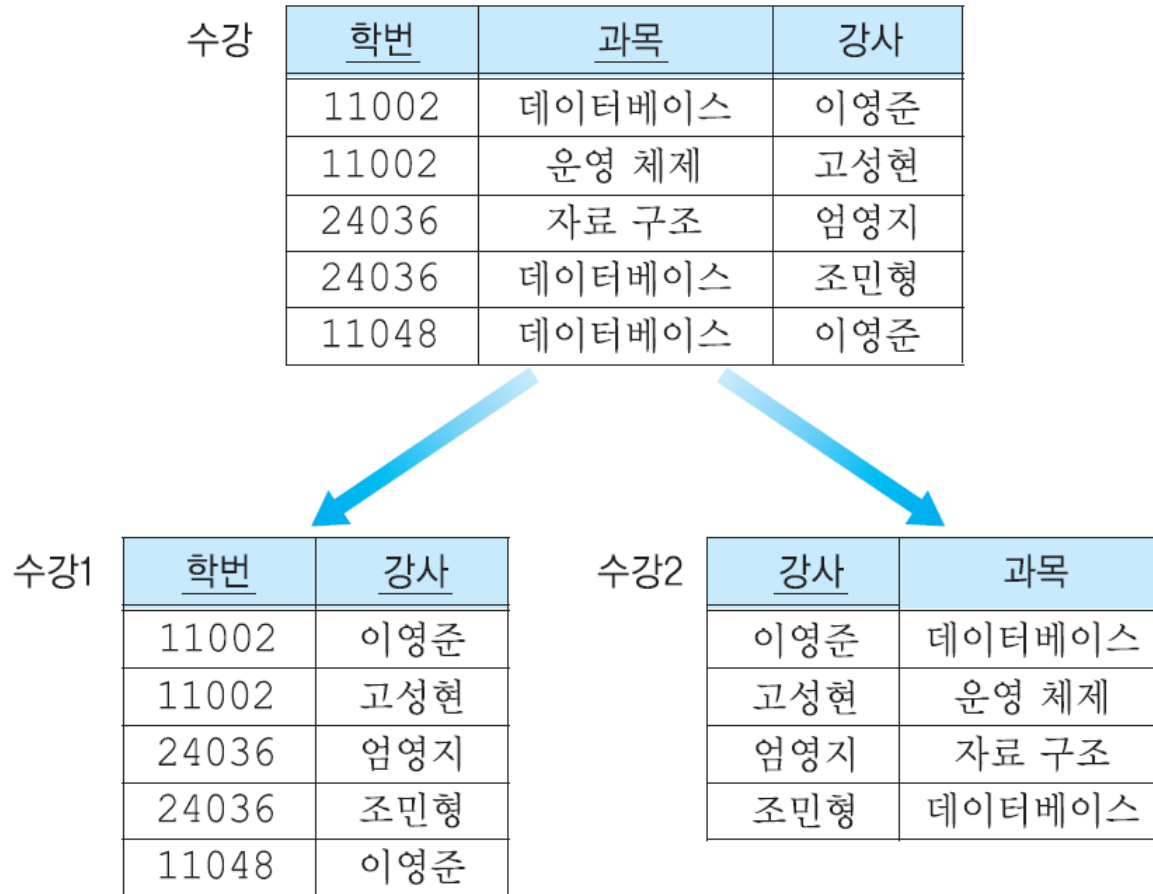 수강 학번 과목 강사
11002 데이터베이스 이영준
11002 운영 체제 고성현
24036 자료 구조 엄영지
24036 데이터베이스 조민형
11048 데이터베이스 이영준
수강1 학번 강사
11002 이영준
11002 고성현
24036 엄영지
24036 조민형
11048 이영준
수강2 강사 과목
이영준 데이터베이스
고성현 운영 체제
엄영지 자료 구조
조민형 데이터베이스